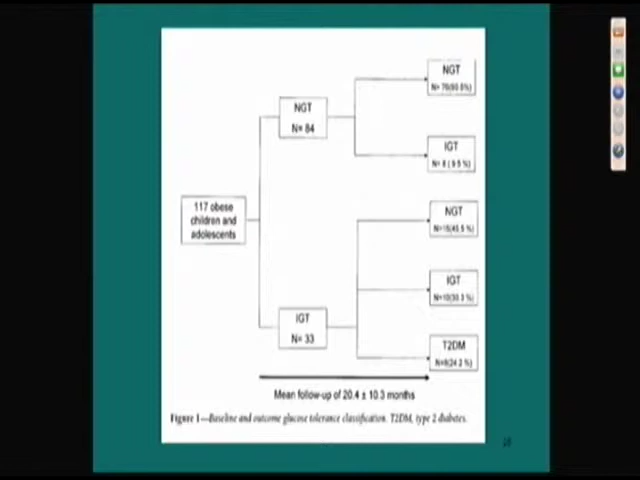 NGT
N= 76(90.5%)
NGT
N= 84
IGT
N= 8 ( 9.5 %)
117 obese
children and
adolescents
NGT
N=15(45.5 %)
IGT
N=10(30.3 %)
IGT
N= 33
T2DM
N=8(24.2 %)
Mean follow-up of 20.4 ± 10.3 months
Figure 1—Baseline and outcome glucose tolerance classification. T2DM, type 2 diabetes.